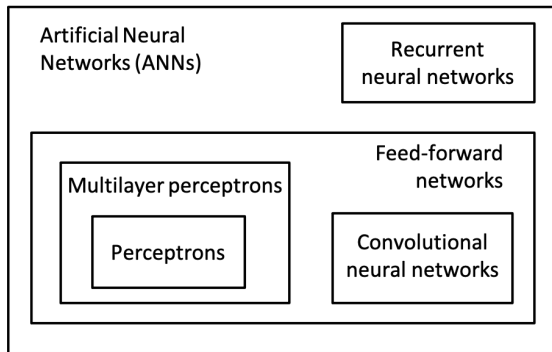 Artificial Neural
Networks (ANNs)
Recurrent
neural networks
Feed-forward
networks
Multilayer perceptrons
Perceptrons
Convolutional
neural networks